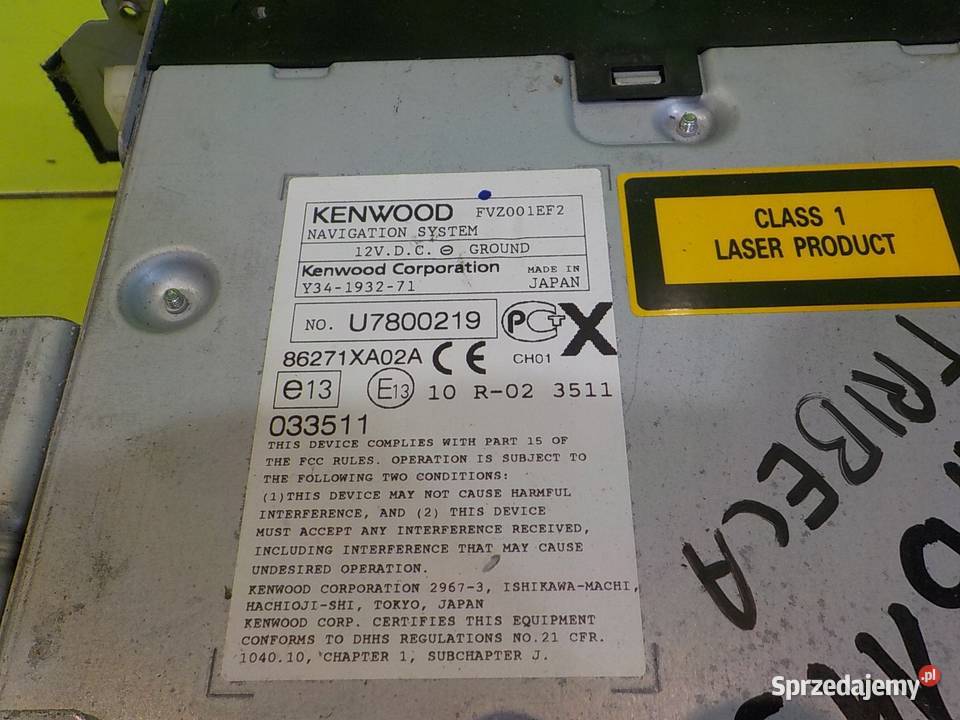 KENWOOD FVZ001EF2
NAVIGATION SYSTEM
12V.D.C. ⊖ GROUND
Kenwood Corporation MADE IN
Y34-1932-71 JAPAN
NO. U7800219 PCT X
86271XA02A CE CH01
e13 E13 10 R-02 3511
033511
THIS DEVICE COMPLIES WITH PART 15 OF
THE FCC RULES. OPERATION IS SUBJECT TO
THE FOLLOWING TWO CONDITIONS:
(1)THIS DEVICE MAY NOT CAUSE HARMFUL
INTERFERENCE, AND (2) THIS DEVICE
MUST ACCEPT ANY INTERFERENCE RECEIVED,
INCLUDING INTERFERENCE THAT MAY CAUSE
UNDESIRED OPERATION.
KENWOOD CORPORATION 2967-3, ISHIKAWA-MACHI,
HACHIOJI-SHI, TOKYO, JAPAN
KENWOOD CORP. CERTIFIES THIS EQUIPMENT
CONFORMS TO DHHS REGULATIONS NO.21 CFR.
1040.10, CHAPTER 1, SUBCHAPTER J.
CLASS 1
LASER PRODUCT
TRIBECA
Sprzedajemy.pl